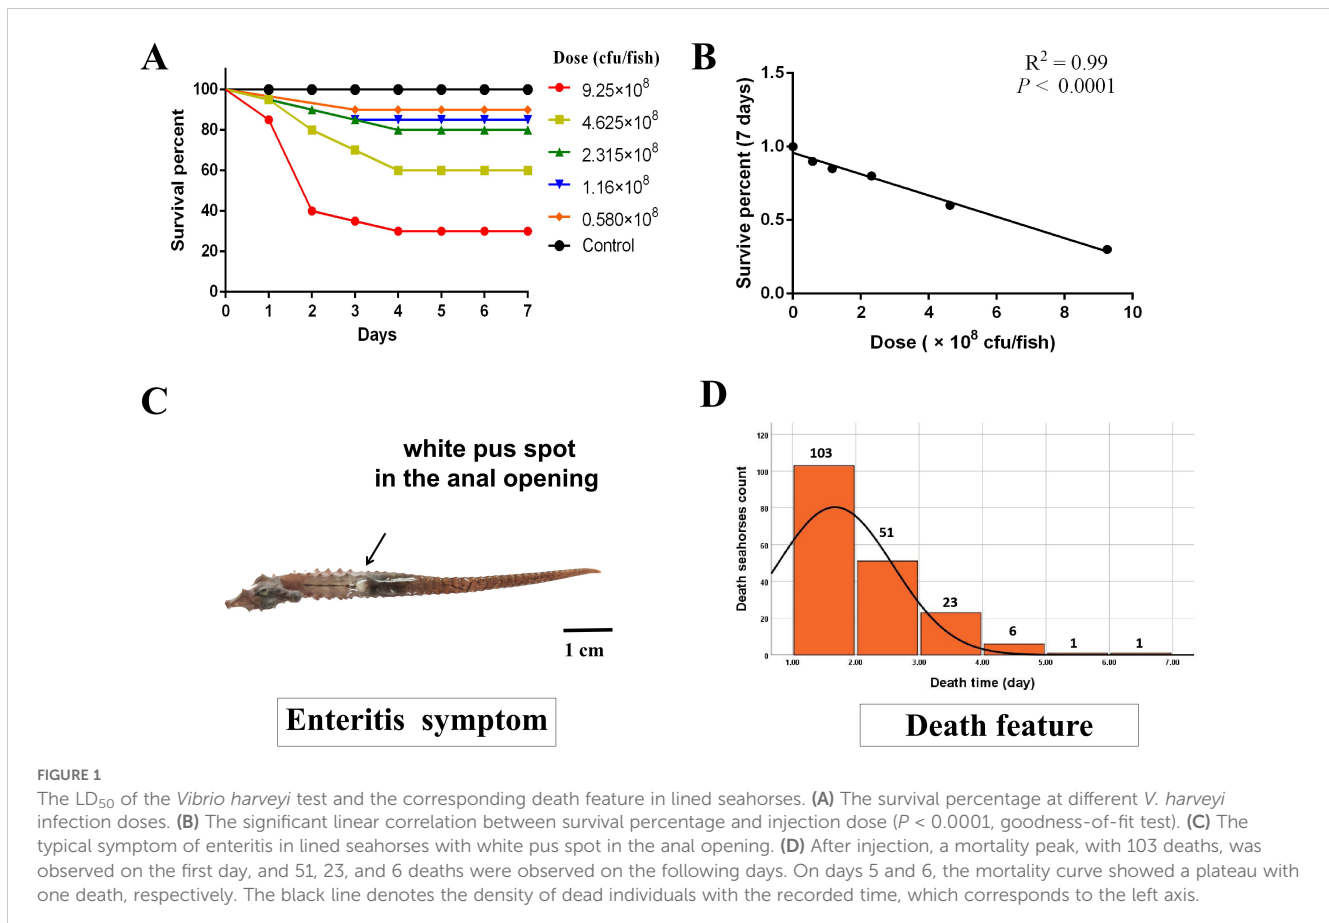 A
Dose (cfu/fish)
9.25×10⁸
4.625×10⁸
2.315×10⁸
1.16×10⁸
0.580×10⁸
Control
Survival percent
100
80
60
40
20
0
0 1 2 3 4 5 6 7
Days
B
R² = 0.99
P < 0.0001
Survive percent (7 days)
1.5
1.0
0.5
0.0
0 2 4 6 8 10
Dose ( × 10⁸ cfu/fish)
C
white pus spot
in the anal opening
1 cm
Enteritis symptom
D
Death seahorses count
120
100
80
60
40
20
0
103
51
23
6
1
1
1.00 2.00 3.00 4.00 5.00 6.00 7.00
Death time (day)
Death feature
FIGURE 1
The LD₅₀ of the Vibrio harveyi test and the corresponding death feature in lined seahorses. (A) The survival percentage at different V. harveyi
infection doses. (B) The significant linear correlation between survival percentage and injection dose (P < 0.0001, goodness-of-fit test). (C) The
typical symptom of enteritis in lined seahorses with white pus spot in the anal opening. (D) After injection, a mortality peak, with 103 deaths, was
observed on the first day, and 51, 23, and 6 deaths were observed on the following days. On days 5 and 6, the mortality curve showed a plateau with
one death, respectively. The black line denotes the density of dead individuals with the recorded time, which corresponds to the left axis.